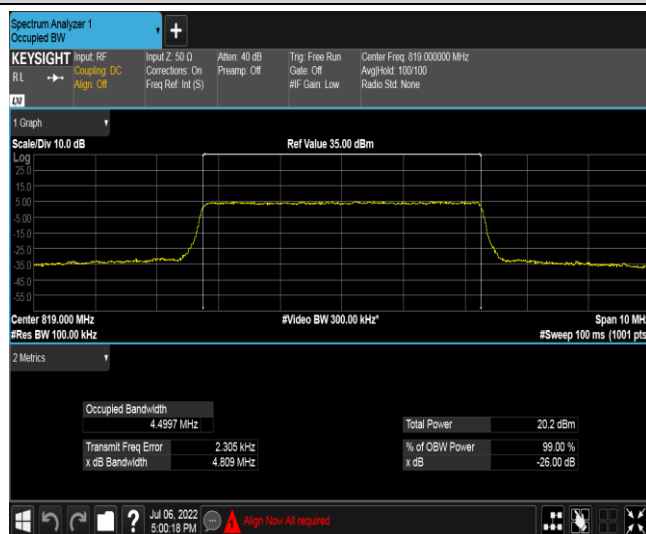 Spectrum Analyzer 1
Occupied BW
KEYSIGHT Input: RF Input Z: 50 Ω Atten: 40 dB Trig: Free Run Center Freq: 819.000000 MHz
RL Coupling: DC Corrections: On Preamp: Off Gate: Off Avg|Hold: 100/100
Align: Off Freq Ref: Int (S) #IF Gain: Low Radio Std: None
LXI
1 Graph
Scale/Div 10.0 dB Ref Value 35.00 dBm
Log
25.0
15.0
5.00
-5.00
-15.0
-25.0
-35.0
-45.0
-55.0
Center 819.000 MHz #Video BW 300.00 kHz* Span 10 MHz
#Res BW 100.00 kHz #Sweep 100 ms (1001 pts
2 Metrics
Occupied Bandwidth
4.4997 MHz Total Power 20.2 dBm
Transmit Freq Error 2.305 kHz % of OBW Power 99.00 %
x dB Bandwidth 4.809 MHz x dB -26.00 dB
Jul 06, 2022
5:00:18 PM
Align Now All required